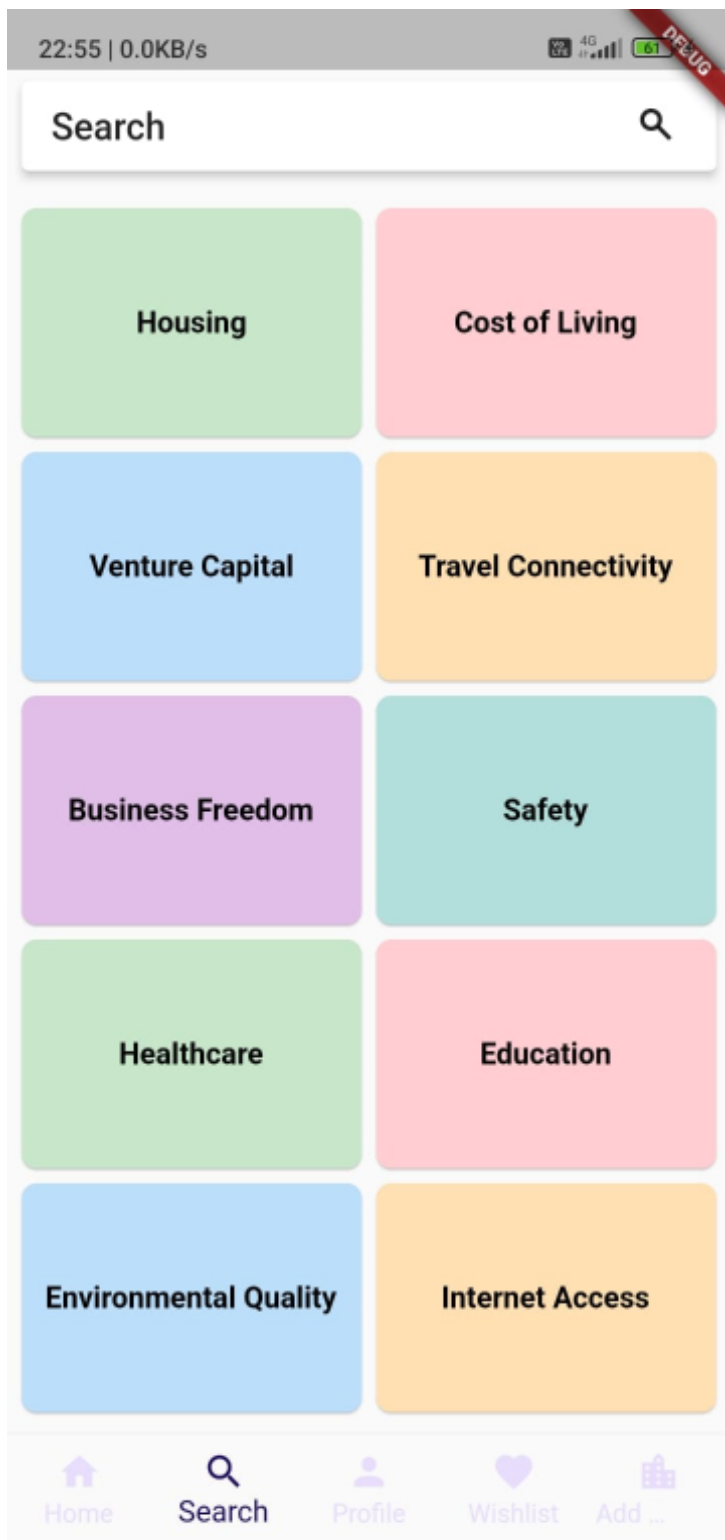 22:55 | 0.0KB/s 4G 61
DEBUG
Search
Housing Cost of Living
Venture Capital Travel Connectivity
Business Freedom Safety
Healthcare Education
Environmental Quality Internet Access
Home Search Profile Wishlist Add ...